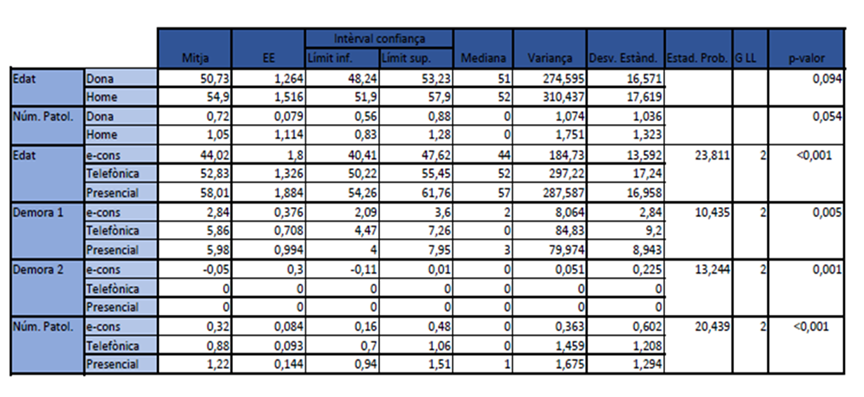 Intèrval confiança
Mitja EE Límit inf. Límit sup. Mediana Variança Desv. Estànd. Estad. Prob. G LL p-valor
Edat Dona 50,73 1,264 48,24 53,23 51 274,595 16,571 0,094
Home 54,9 1,516 51,9 57,9 52 310,437 17,619
Núm. Patol. Dona 0,72 0,079 0,56 0,88 0 1,074 1,036 0,054
Home 1,05 1,114 0,83 1,28 0 1,751 1,323
Edat e-cons 44,02 1,8 40,41 47,62 44 184,73 13,592 23,811 2 <0,001
Telefònica 52,83 1,326 50,22 55,45 52 297,22 17,24
Presencial 58,01 1,884 54,26 61,76 57 287,587 16,958
Demora 1 e-cons 2,84 0,376 2,09 3,6 2 8,064 2,84 10,435 2 0,005
Telefònica 5,86 0,708 4,47 7,26 2 84,83 9,2
Presencial 5,98 0,994 4 7,95 3 79,974 8,943
Demora 2 e-cons -0,05 0,3 -0,11 0,01 0 0,051 0,225 13,244 2 0,001
Telefònica 0 0 0 0 0 0 0
Presencial 0 0 0 0 0 0 0
Núm. Patol. e-cons 0,32 0,084 0,16 0,48 0 0,363 0,602 20,439 2 <0,001
Telefònica 0,88 0,093 0,7 1,06 0 1,459 1,208
Presencial 1,22 0,144 0,94 1,51 1 1,675 1,294